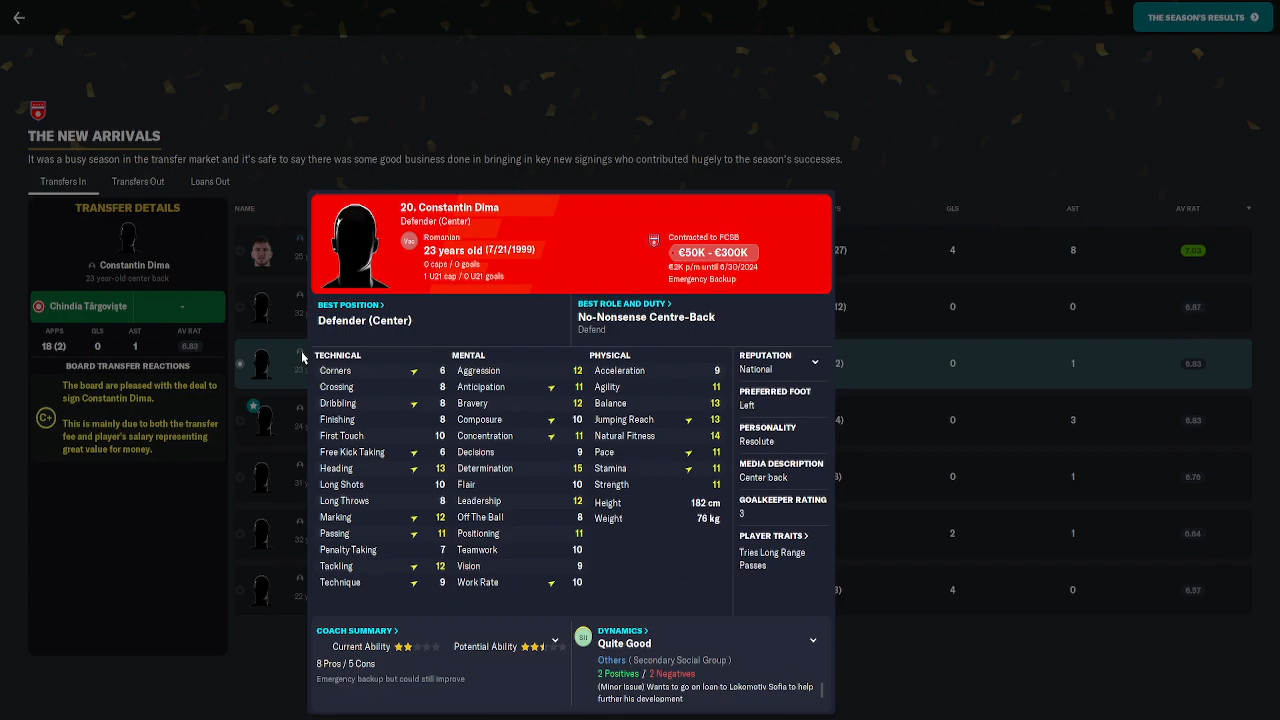 THE SEASON'S RESULTS
THE NEW ARRIVALS
It was a busy season in the transfer market and it's safe to say there was some good business done in bringing in key new signings who contributed hugely to the season's successes.
Transfers In Transfers Out Loans Out
TRANSFER DETAILS
Constantin Dima
23 year-old center back
Chindia Târgoviște -
APPS GLS AST AV RAT
18 (2) 0 1 6.83
BOARD TRANSFER REACTIONS
C+
The board are pleased with the deal to
sign Constantin Dima.
This is mainly due to both the transfer
fee and player's salary representing
great value for money.
NAME GLS AST AV RAT
27) 4 8 7.03
0 0 6.87
0 1 6.83
0 3 6.83
0 1 6.76
2 1 6.64
4 0 6.57
20. Constantin Dima
Defender (Center)
Vac
Romanian
23 years old (7/21/1999)
0 caps / 0 goals
1 U21 cap / 0 U21 goals
Contracted to FCSB
€50K - €300K
€2K p/m until 6/30/2024
Emergency Backup
BEST POSITION >
Defender (Center)
BEST ROLE AND DUTY >
No-Nonsense Centre-Back
Defend
TECHNICAL
Corners 6
Crossing 8
Dribbling 8
Finishing 8
First Touch 10
Free Kick Taking 6
Heading 13
Long Shots 10
Long Throws 8
Marking 12
Passing 11
Penalty Taking 7
Tackling 12
Technique 9
MENTAL
Aggression 12
Anticipation 11
Bravery 12
Composure 10
Concentration 11
Decisions 9
Determination 15
Flair 10
Leadership 12
Off The Ball 8
Positioning 11
Teamwork 10
Vision 9
Work Rate 10
PHYSICAL
Acceleration 9
Agility 11
Balance 13
Jumping Reach 13
Natural Fitness 14
Pace 11
Stamina 11
Strength 11
Height 182 cm
Weight 76 kg
REPUTATION
National
PREFERRED FOOT
Left
PERSONALITY
Resolute
MEDIA DESCRIPTION
Center back
GOALKEEPER RATING
3
PLAYER TRAITS >
Tries Long Range
Passes
COACH SUMMARY >
Current Ability Potential Ability
8 Pros / 5 Cons
Emergency backup but could still improve
DYNAMICS >
Quite Good
Others ( Secondary Social Group )
2 Positives / 2 Negatives
(Minor Issue) Wants to go on loan to Lokomotiv Sofia to help
further his development